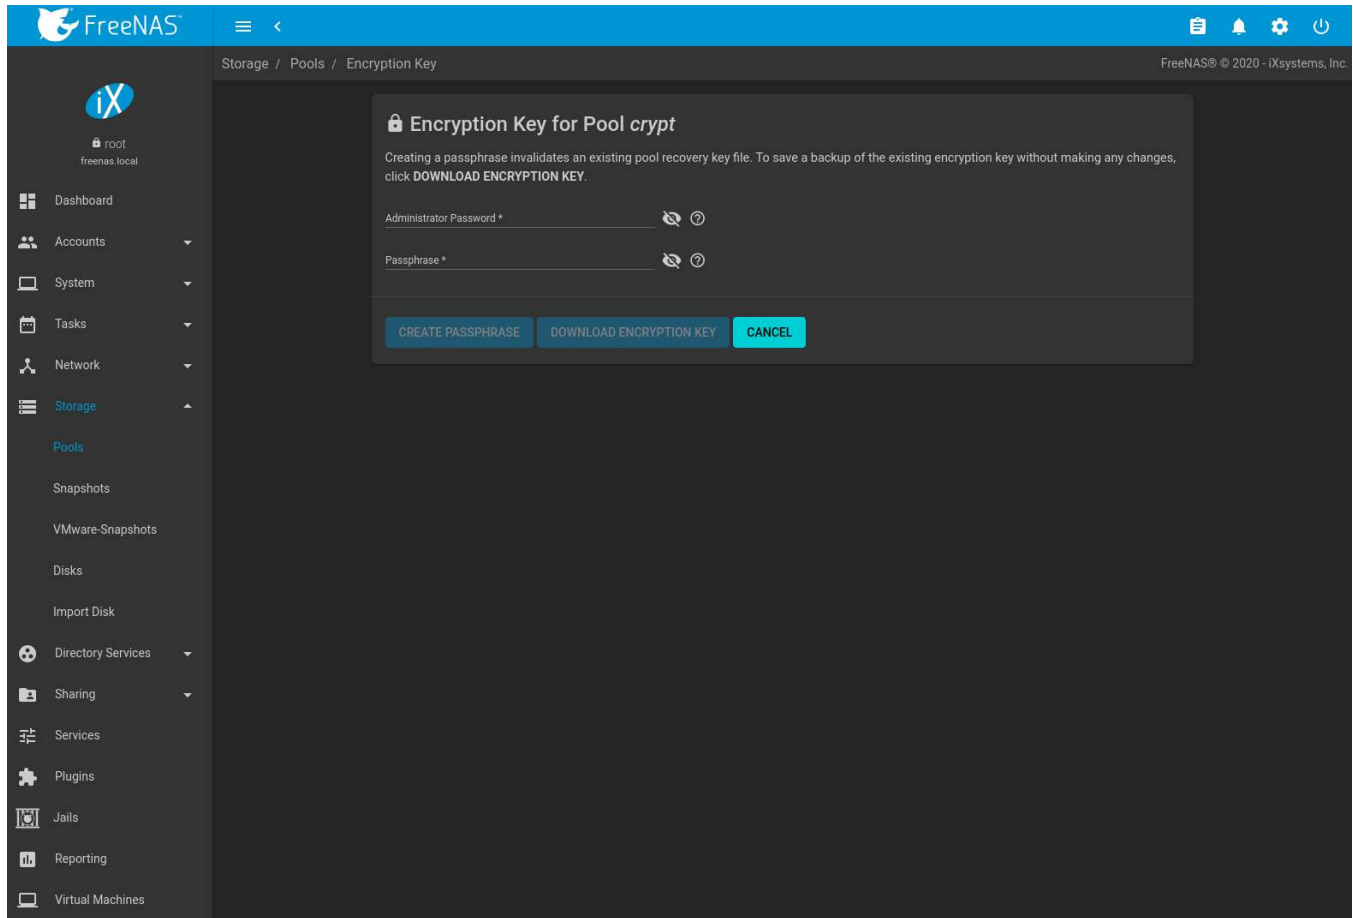 FreeNAS®
Storage / Pools / Encryption Key
FreeNAS® © 2020 - iXsystems, Inc.
iX
root
freenas.local
Dashboard
Accounts
System
Tasks
Network
Storage
Pools
Snapshots
VMware-Snapshots
Disks
Import Disk
Directory Services
Sharing
Services
Plugins
Jails
Reporting
Virtual Machines
Encryption Key for Pool crypt
Creating a passphrase invalidates an existing pool recovery key file. To save a backup of the existing encryption key without making any changes,
click DOWNLOAD ENCRYPTION KEY.
Administrator Password *
Passphrase *
CREATE PASSPHRASE DOWNLOAD ENCRYPTION KEY CANCEL